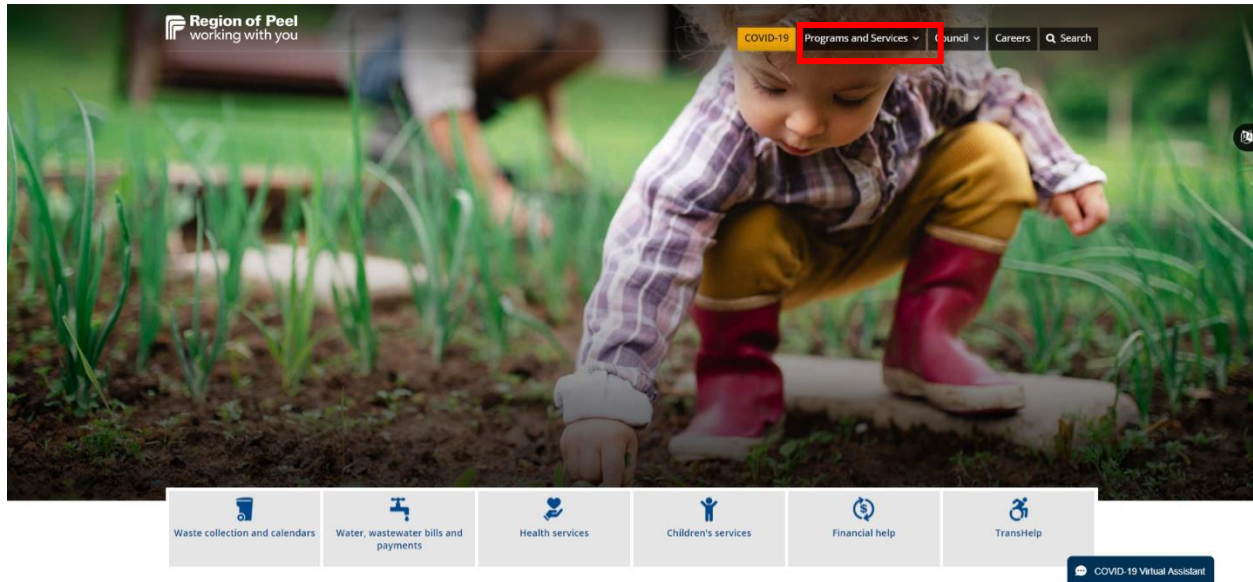 Region of Peel
working with you
COVID-19
Programs and Services
Council
Careers
Search
Waste collection and calendars
Water, wastewater bills and
payments
Health services
Children's services
Financial help
TransHelp
COVID-19 Virtual Assistant